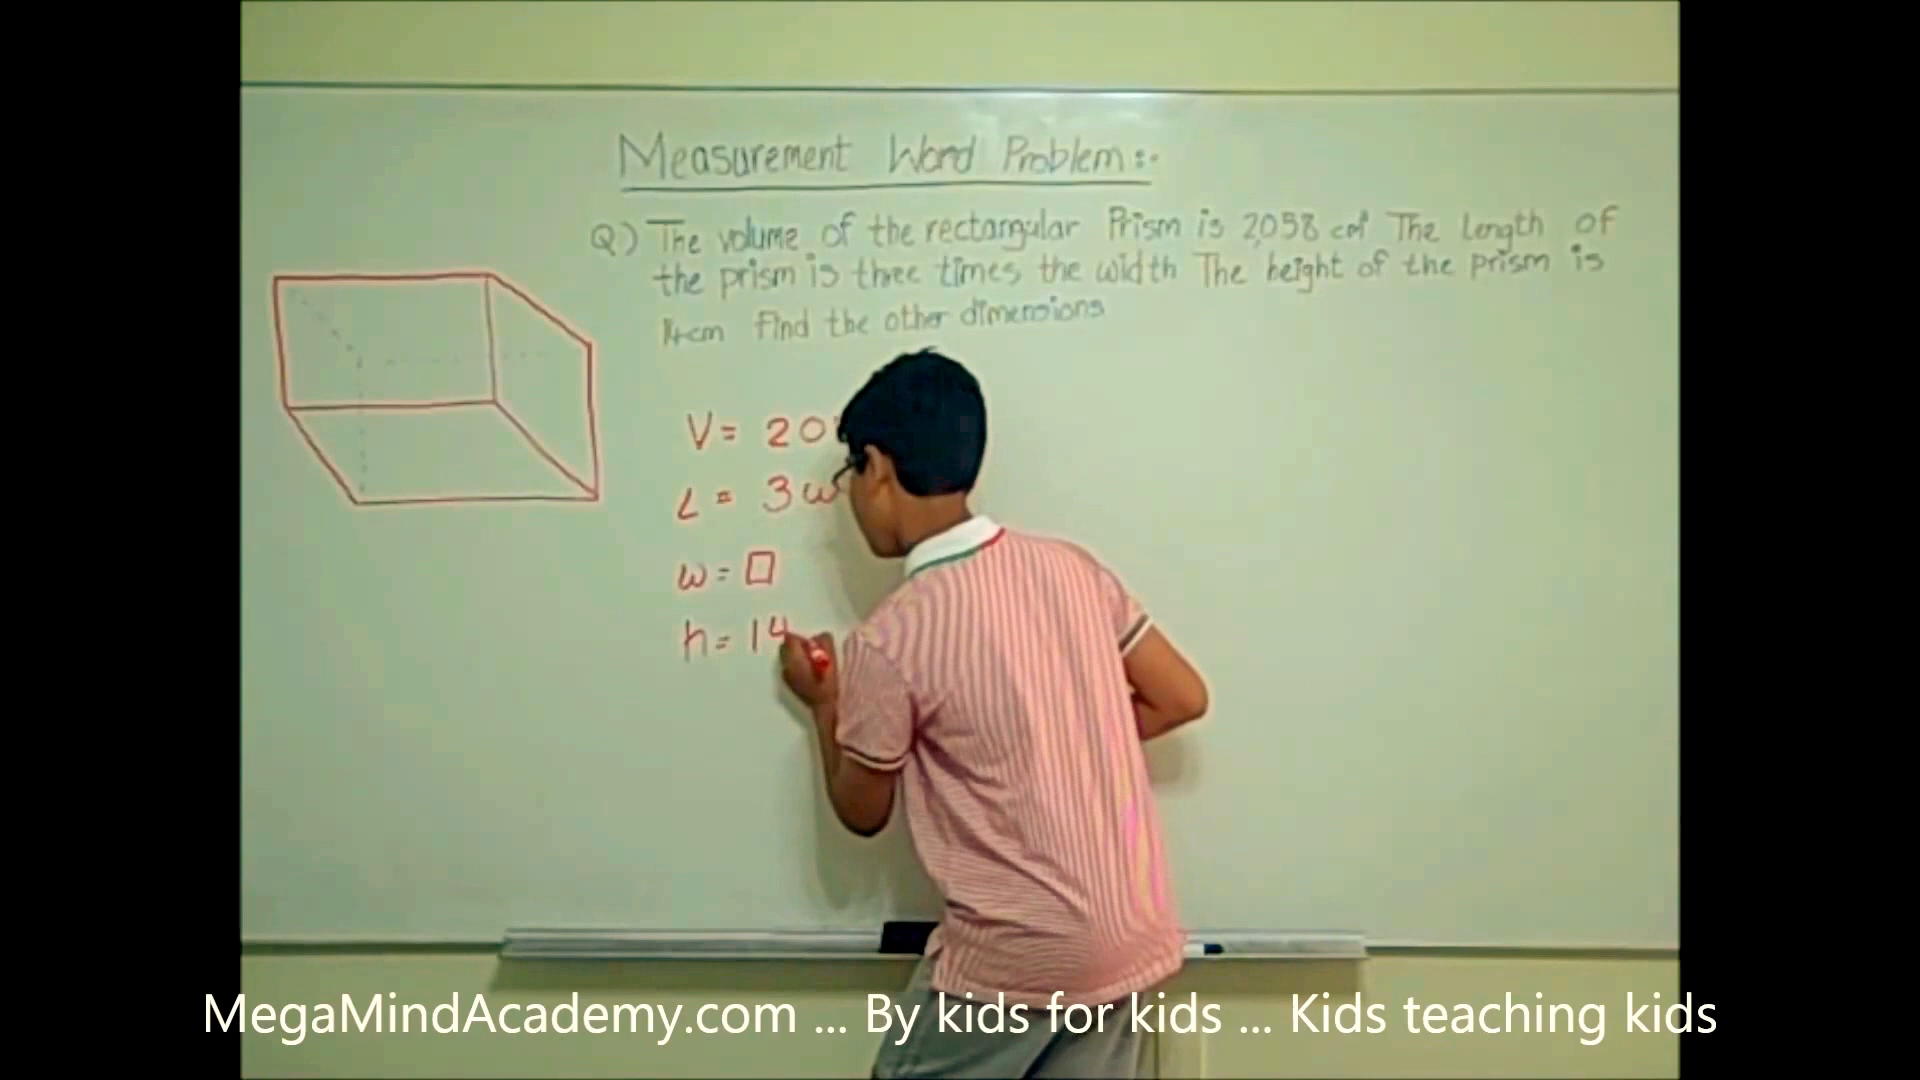 Measurement Word Problem:-
Q) The volume of the rectangular Prism is 2,058 cm³ The length of
the prism is three times the width The height of the prism is
14cm Find the other dimensions
V = 20
L = 3w
w = □
h = 14
MegaMindAcademy.com ... By kids for kids ... Kids teaching kids